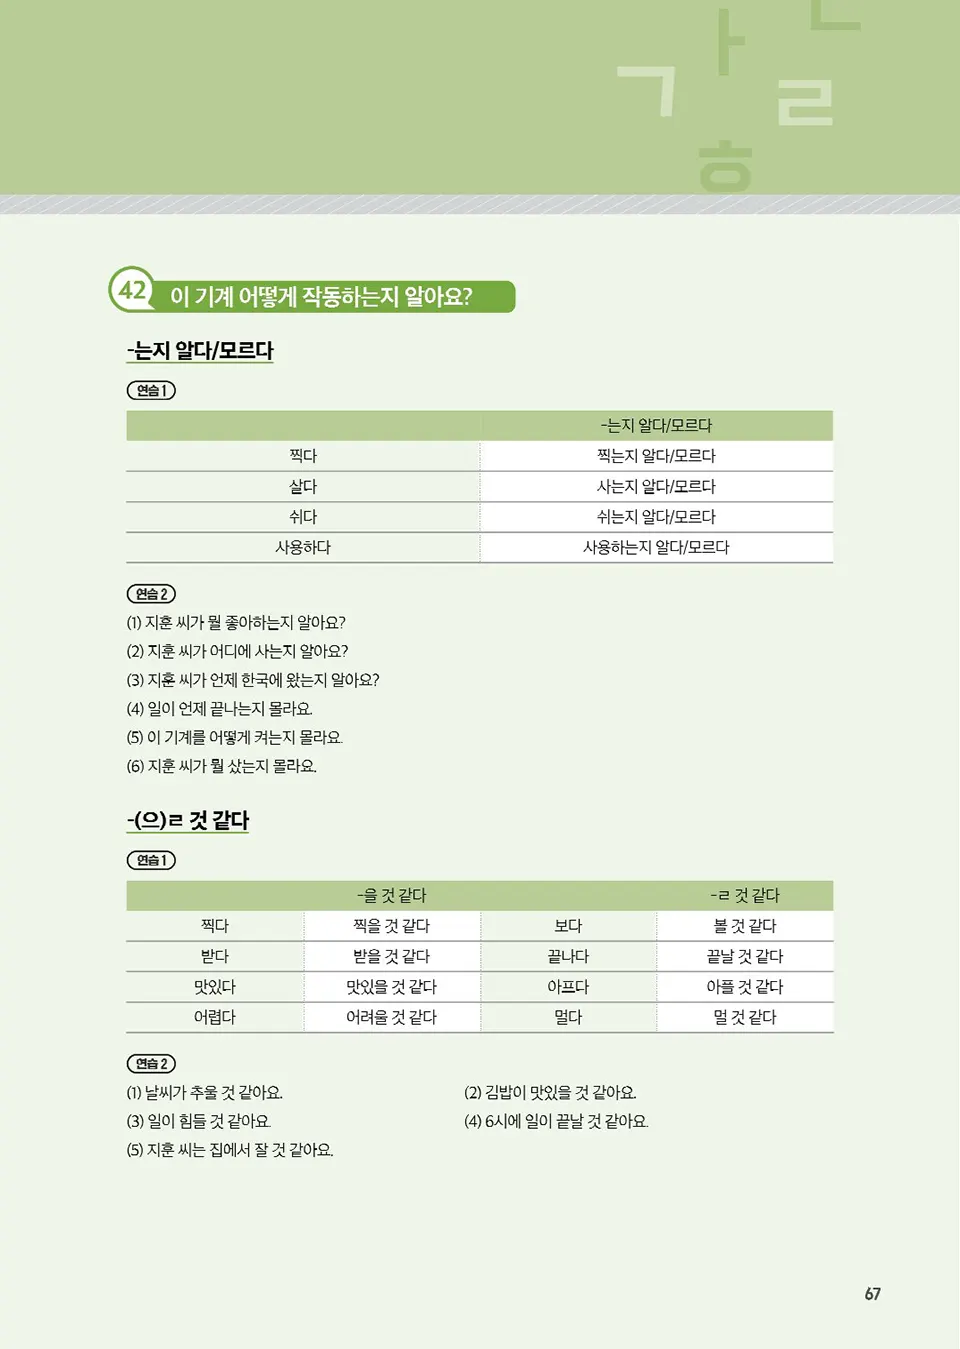 ㄱㅏㄴㄹㅎ
42 이 기계 어떻게 작동하는지 알아요?
-는지 알다/모르다
연습 1
-는지 알다/모르다
찍다 찍는지 알다/모르다
살다 사는지 알다/모르다
쉬다 쉬는지 알다/모르다
사용하다 사용하는지 알다/모르다
연습 2
(1) 지훈 씨가 뭘 좋아하는지 알아요?
(2) 지훈 씨가 어디에 사는지 알아요?
(3) 지훈 씨가 언제 한국에 왔는지 알아요?
(4) 일이 언제 끝나는지 몰라요.
(5) 이 기계를 어떻게 켜는지 몰라요.
(6) 지훈 씨가 뭘 샀는지 몰라요.
-(으)ㄹ 것 같다
연습 1
-을 것 같다 -ㄹ 것 같다
찍다 찍을 것 같다 보다 볼 것 같다
받다 받을 것 같다 끝나다 끝날 것 같다
맛있다 맛있을 것 같다 아프다 아플 것 같다
어렵다 어려울 것 같다 멀다 멀 것 같다
연습 2
(1) 날씨가 추울 것 같아요. (2) 김밥이 맛있을 것 같아요.
(3) 일이 힘들 것 같아요. (4) 6시에 일이 끝날 것 같아요.
(5) 지훈 씨는 집에서 잘 것 같아요.
67